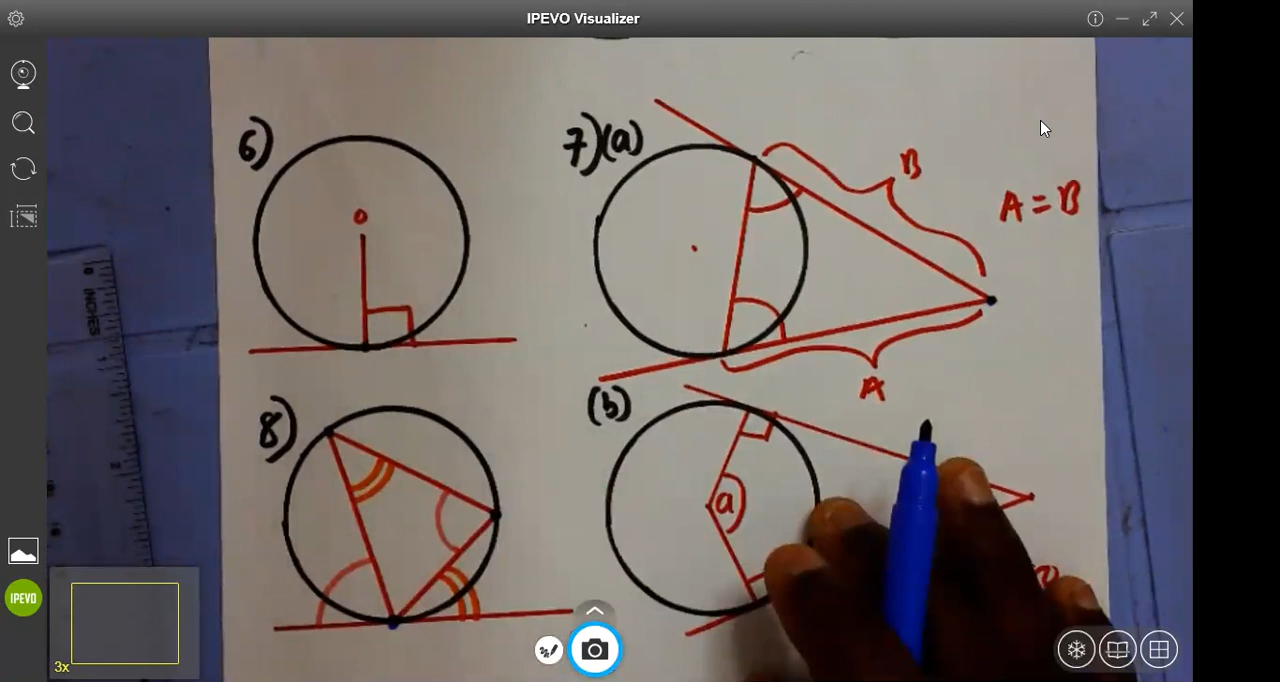 IPEVO Visualizer
6)
O
7)(a)
B
A = B
A
INCHES
8)
(b)
a
IPEVO
3x